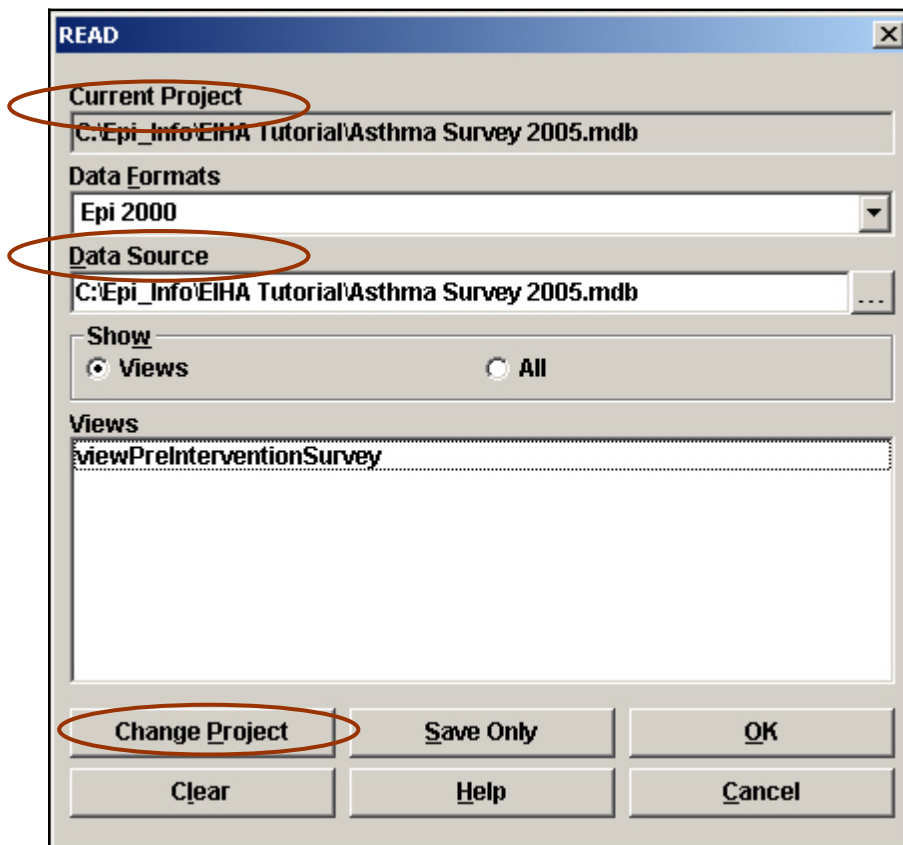 READ
Current Project
C:\Epi_Info\EIHA Tutorial\Asthma Survey 2005.mdb
Data Formats
Epi 2000
Data Source
C:\Epi_Info\EIHA Tutorial\Asthma Survey 2005.mdb ...
Show
Views All
Views
viewPreInterventionSurvey
Change Project Save Only OK
Clear Help Cancel